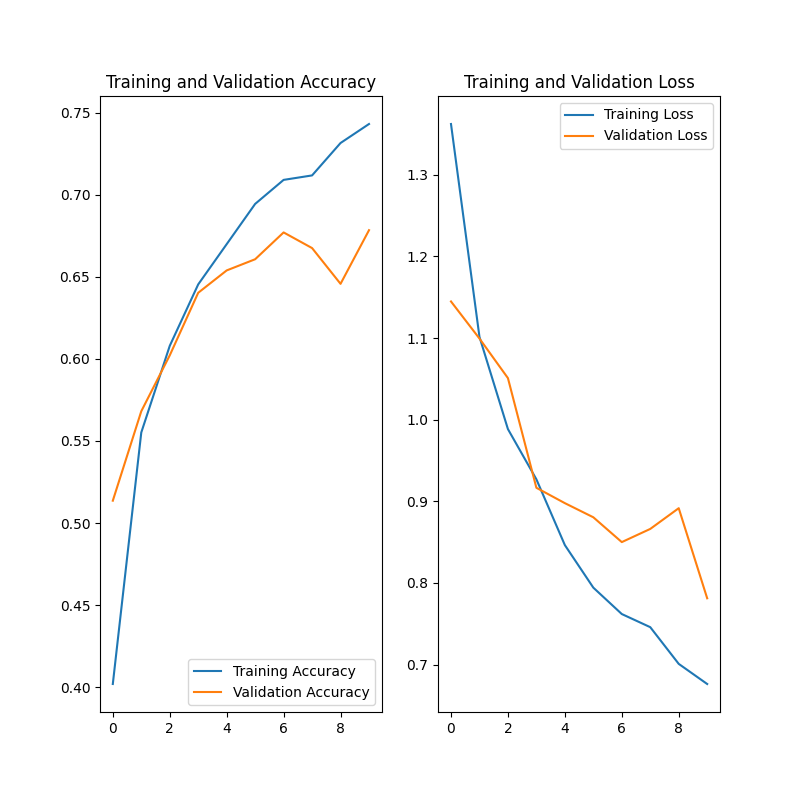 Training and Validation Accuracy
0.75
0.70
0.65
0.60
0.55
0.50
0.45
0.40
Training Accuracy
Validation Accuracy
0 2 4 6 8
Training and Validation Loss
Training Loss
Validation Loss
1.3
1.2
1.1
1.0
0.9
0.8
0.7
0 2 4 6 8